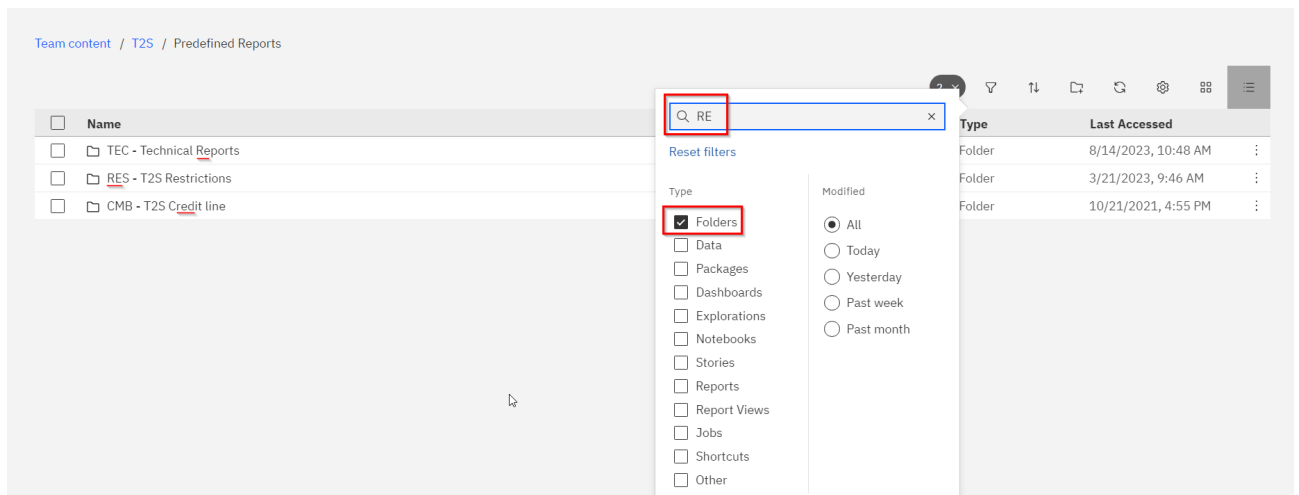 Team content / T2S / Predefined Reports
2 ×
Name
Type
Last Accessed
TEC - Technical Reports
Folder
8/14/2023, 10:48 AM
RES - T2S Restrictions
Folder
3/21/2023, 9:46 AM
CMB - T2S Credit line
Folder
10/21/2021, 4:55 PM
RE
Reset filters
Type
Folders
Data
Packages
Dashboards
Explorations
Notebooks
Stories
Reports
Report Views
Jobs
Shortcuts
Other
Modified
All
Today
Yesterday
Past week
Past month